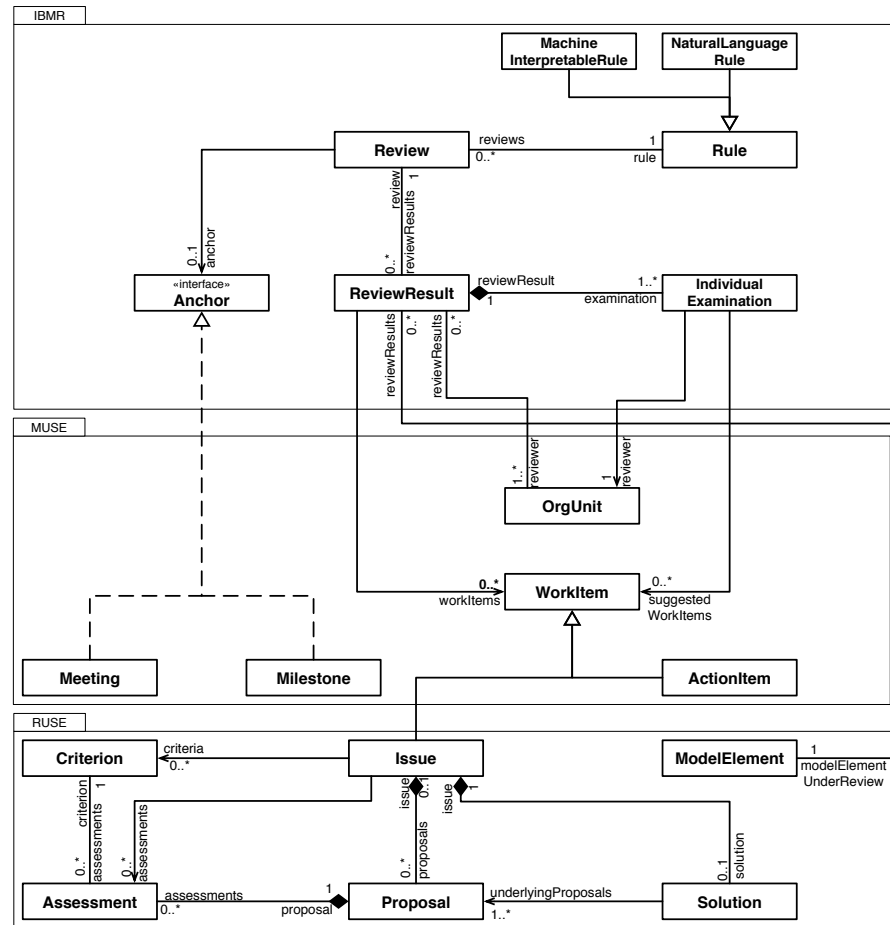 IBMR
Machine
InterpretableRule
NaturalLanguage
Rule
Review
reviews
0..*
1
rule
Rule
review
1
0..1
anchor
0..*
reviewResults
«interface»
Anchor
ReviewResult
reviewResult
1
1..*
examination
Individual
Examination
reviewResults
0..*
reviewResults
0..*
MUSE
1..*
reviewer
1
reviewer
OrgUnit
0..*
workItems
WorkItem
0..*
suggested
WorkItems
Meeting
Milestone
ActionItem
RUSE
Criterion
criteria
0..*
Issue
ModelElement
1
modelElement
UnderReview
criterion
1
issue
0..1
issue
1
0..*
assessments
0..*
assessments
0..*
proposals
0..1
solution
Assessment
assessments
0..*
1
proposal
Proposal
underlyingProposals
1..*
Solution